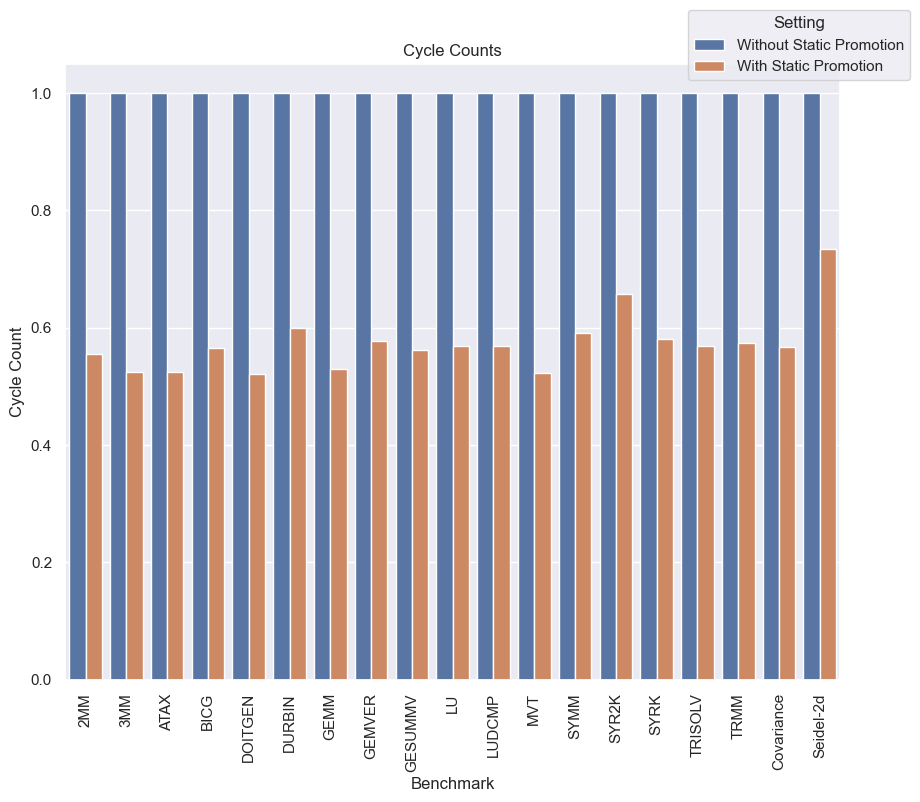 Setting
Without Static Promotion
With Static Promotion
Cycle Counts
Cycle Count
1.0
0.8
0.6
0.4
0.2
0.0
2MM
3MM
ATAX
BICG
DOITGEN
DURBIN
GEMM
GEMVER
GESUMMV
LU
LUDCMP
MVT
SYMM
SYR2K
SYRK
TRISOLV
TRMM
Covariance
Seidel-2d
Benchmark